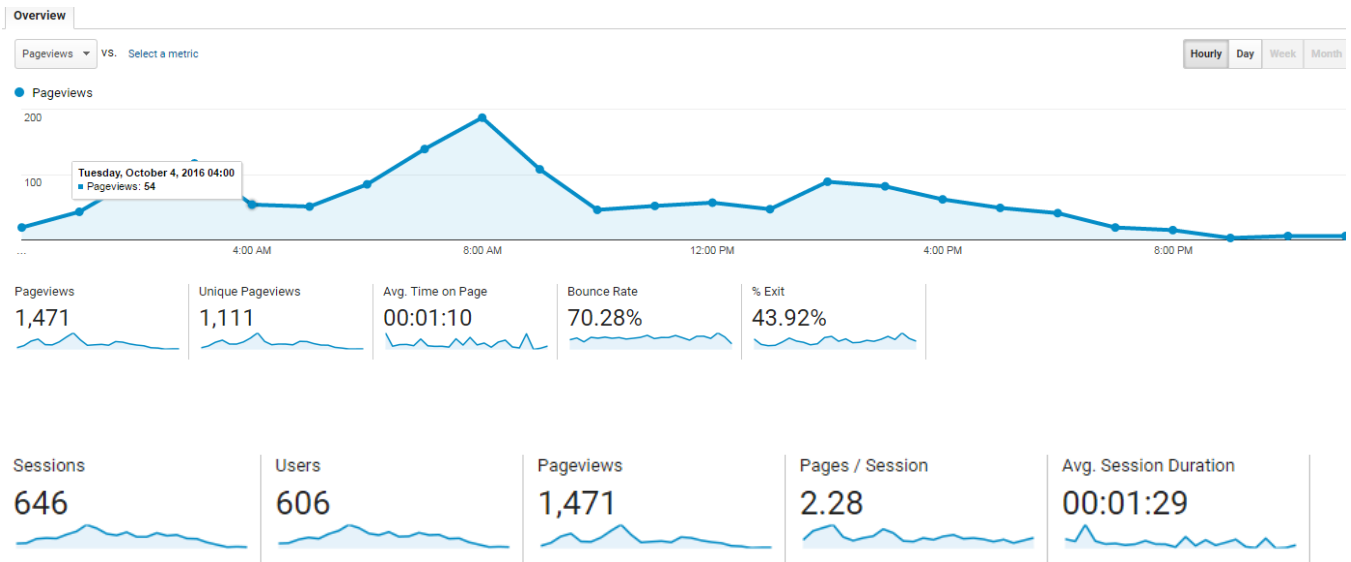 Overview
Pageviews VS. Select a metric
Hourly Day Week Month
Pageviews
200
100
Tuesday, October 4, 2016 04:00
Pageviews: 54
... 4:00 AM 8:00 AM 12:00 PM 4:00 PM 8:00 PM
Pageviews Unique Pageviews Avg. Time on Page Bounce Rate % Exit
1,471 1,111 00:01:10 70.28% 43.92%
Sessions Users Pageviews Pages / Session Avg. Session Duration
646 606 1,471 2.28 00:01:29